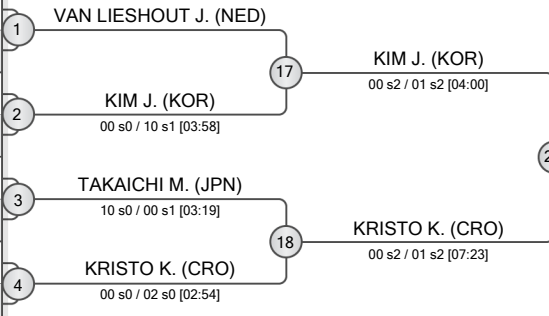 VAN LIESHOUT J. (NED)
1
17
KIM J. (KOR)
00 s2 / 01 s2 [04:00]
KIM J. (KOR)
2
00 s0 / 10 s1 [03:58]
2
TAKAICHI M. (JPN)
3
10 s0 / 00 s1 [03:19]
18
KRISTO K. (CRO)
00 s2 / 01 s2 [07:23]
KRISTO K. (CRO)
4
00 s0 / 02 s0 [02:54]